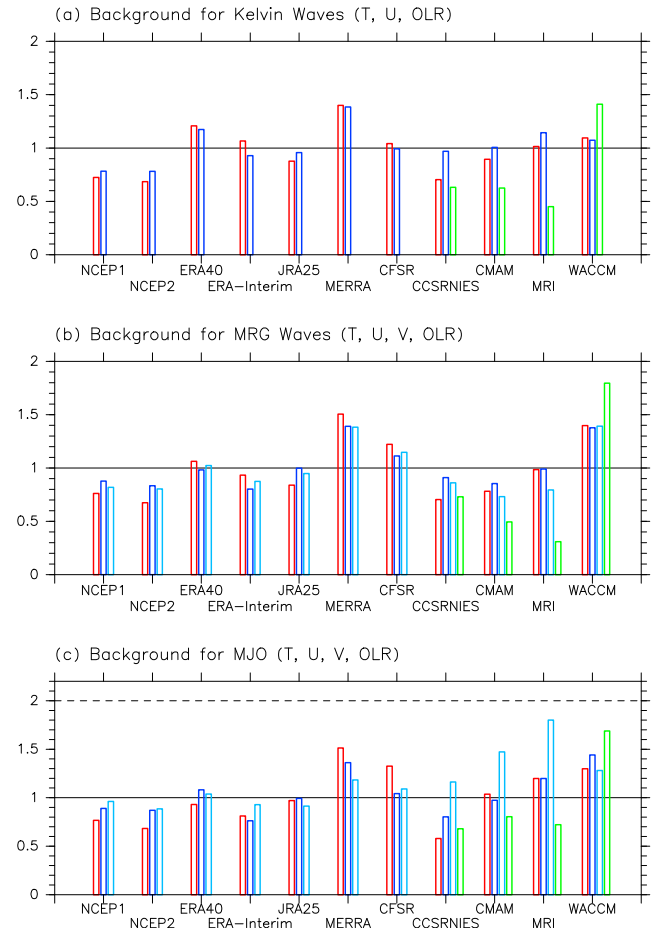 (a) Background for Kelvin Waves (T, U, OLR)
2
1.5
1
0.5
0
NCEP1 ERA40 JRA25 CFSR CMAM WACCM
NCEP2 ERA-Interim MERRA CCSRNIES MRI
(b) Background for MRG Waves (T, U, V, OLR)
2
1.5
1
0.5
0
NCEP1 ERA40 JRA25 CFSR CMAM WACCM
NCEP2 ERA-Interim MERRA CCSRNIES MRI
(c) Background for MJO (T, U, V, OLR)
2
1.5
1
0.5
0
NCEP1 ERA40 JRA25 CFSR CMAM WACCM
NCEP2 ERA-Interim MERRA CCSRNIES MRI